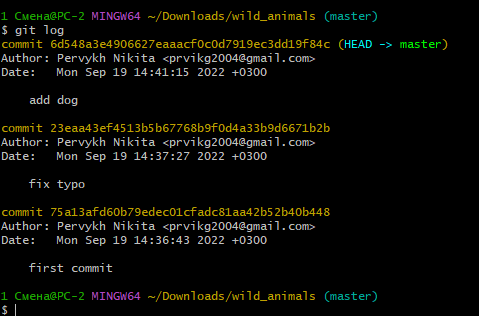 1 Смена@PC-2 MINGW64 ~/Downloads/wild_animals (master)
$ git log
commit 6d548a3e4906627eaaacf0c0d7919ec3dd19f84c (HEAD -> master)
Author: Pervykh Nikita <prvikg2004@gmail.com>
Date:   Mon Sep 19 14:41:15 2022 +0300
    add dog
commit 23eaa43ef4513b5b67768b9f0d4a33b9d6671b2b
Author: Pervykh Nikita <prvikg2004@gmail.com>
Date:   Mon Sep 19 14:37:27 2022 +0300
    fix typo
commit 75a13afd60b79edec01cfadc81aa42b52b40b448
Author: Pervykh Nikita <prvikg2004@gmail.com>
Date:   Mon Sep 19 14:36:43 2022 +0300
    first commit
1 Смена@PC-2 MINGW64 ~/Downloads/wild_animals (master)
$